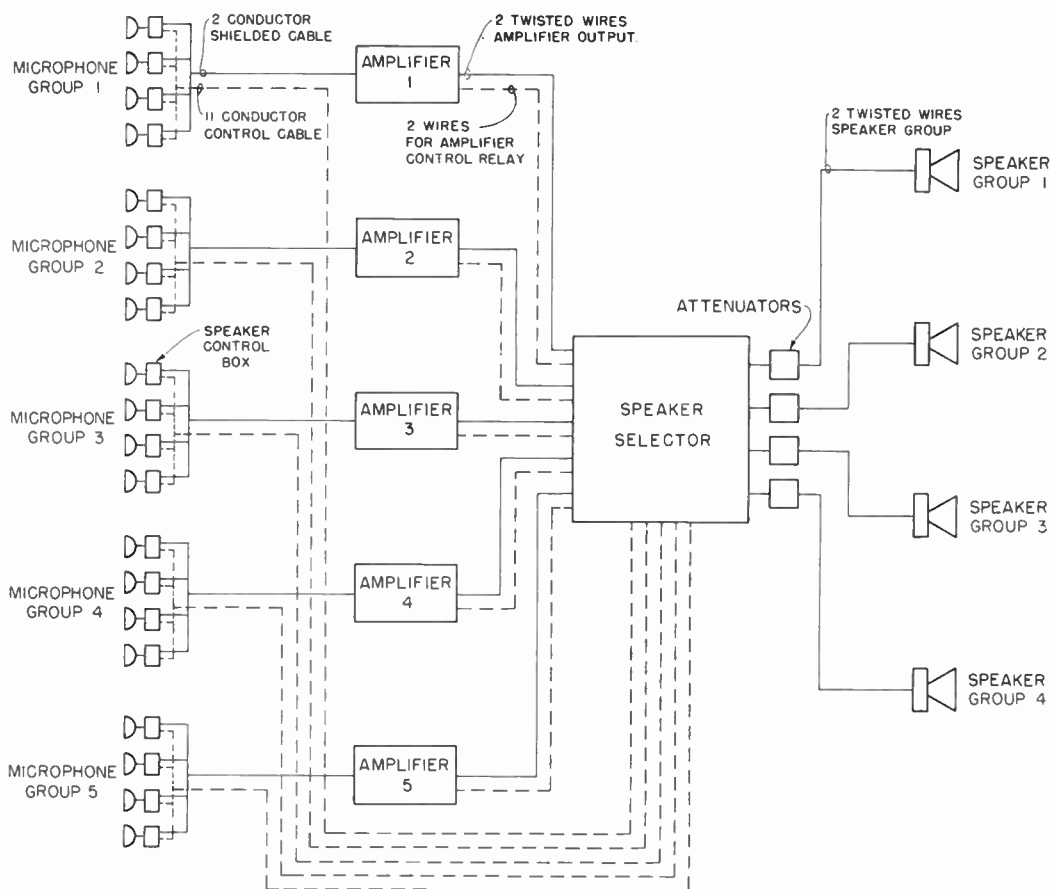 2 CONDUCTOR
SHIELDED CABLE
2 TWISTED WIRES
AMPLIFIER OUTPUT.
MICROPHONE
GROUP 1
AMPLIFIER
1
11 CONDUCTOR
CONTROL CABLE
2 WIRES
FOR AMPLIFIER
CONTROL RELAY
2 TWISTED WIRES
SPEAKER GROUP
SPEAKER
GROUP 1
MICROPHONE
GROUP 2
AMPLIFIER
2
SPEAKER
CONTROL
BOX
ATTENUATORS
SPEAKER
GROUP 2
MICROPHONE
GROUP 3
AMPLIFIER
3
SPEAKER
SELECTOR
SPEAKER
GROUP 3
MICROPHONE
GROUP 4
AMPLIFIER
4
SPEAKER
GROUP 4
MICROPHONE
GROUP 5
AMPLIFIER
5